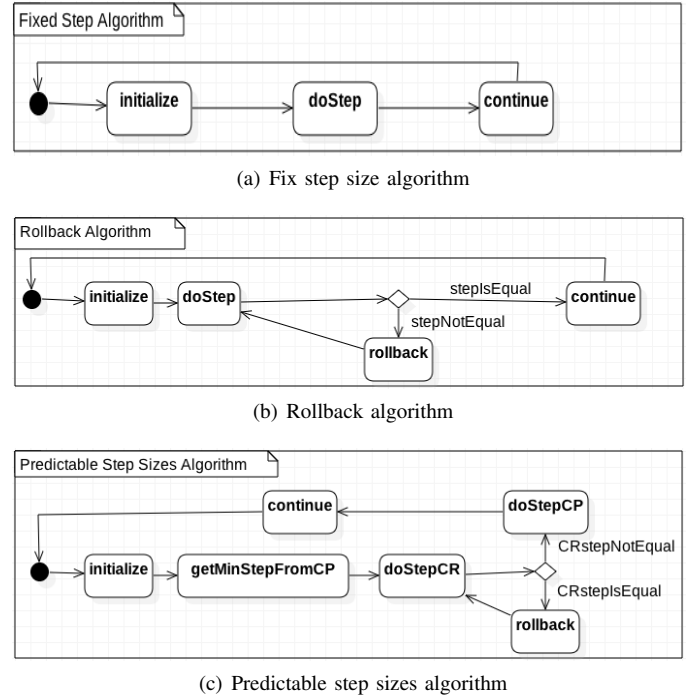 Fixed Step Algorithm
initialize
doStep
continue
(a) Fix step size algorithm
Rollback Algorithm
initialize
doStep
stepIsEqual
continue
stepNotEqual
rollback
(b) Rollback algorithm
Predictable Step Sizes Algorithm
continue
doStepCP
CRstepNotEqual
initialize
getMinStepFromCP
doStepCR
CRstepIsEqual
rollback
(c) Predictable step sizes algorithm